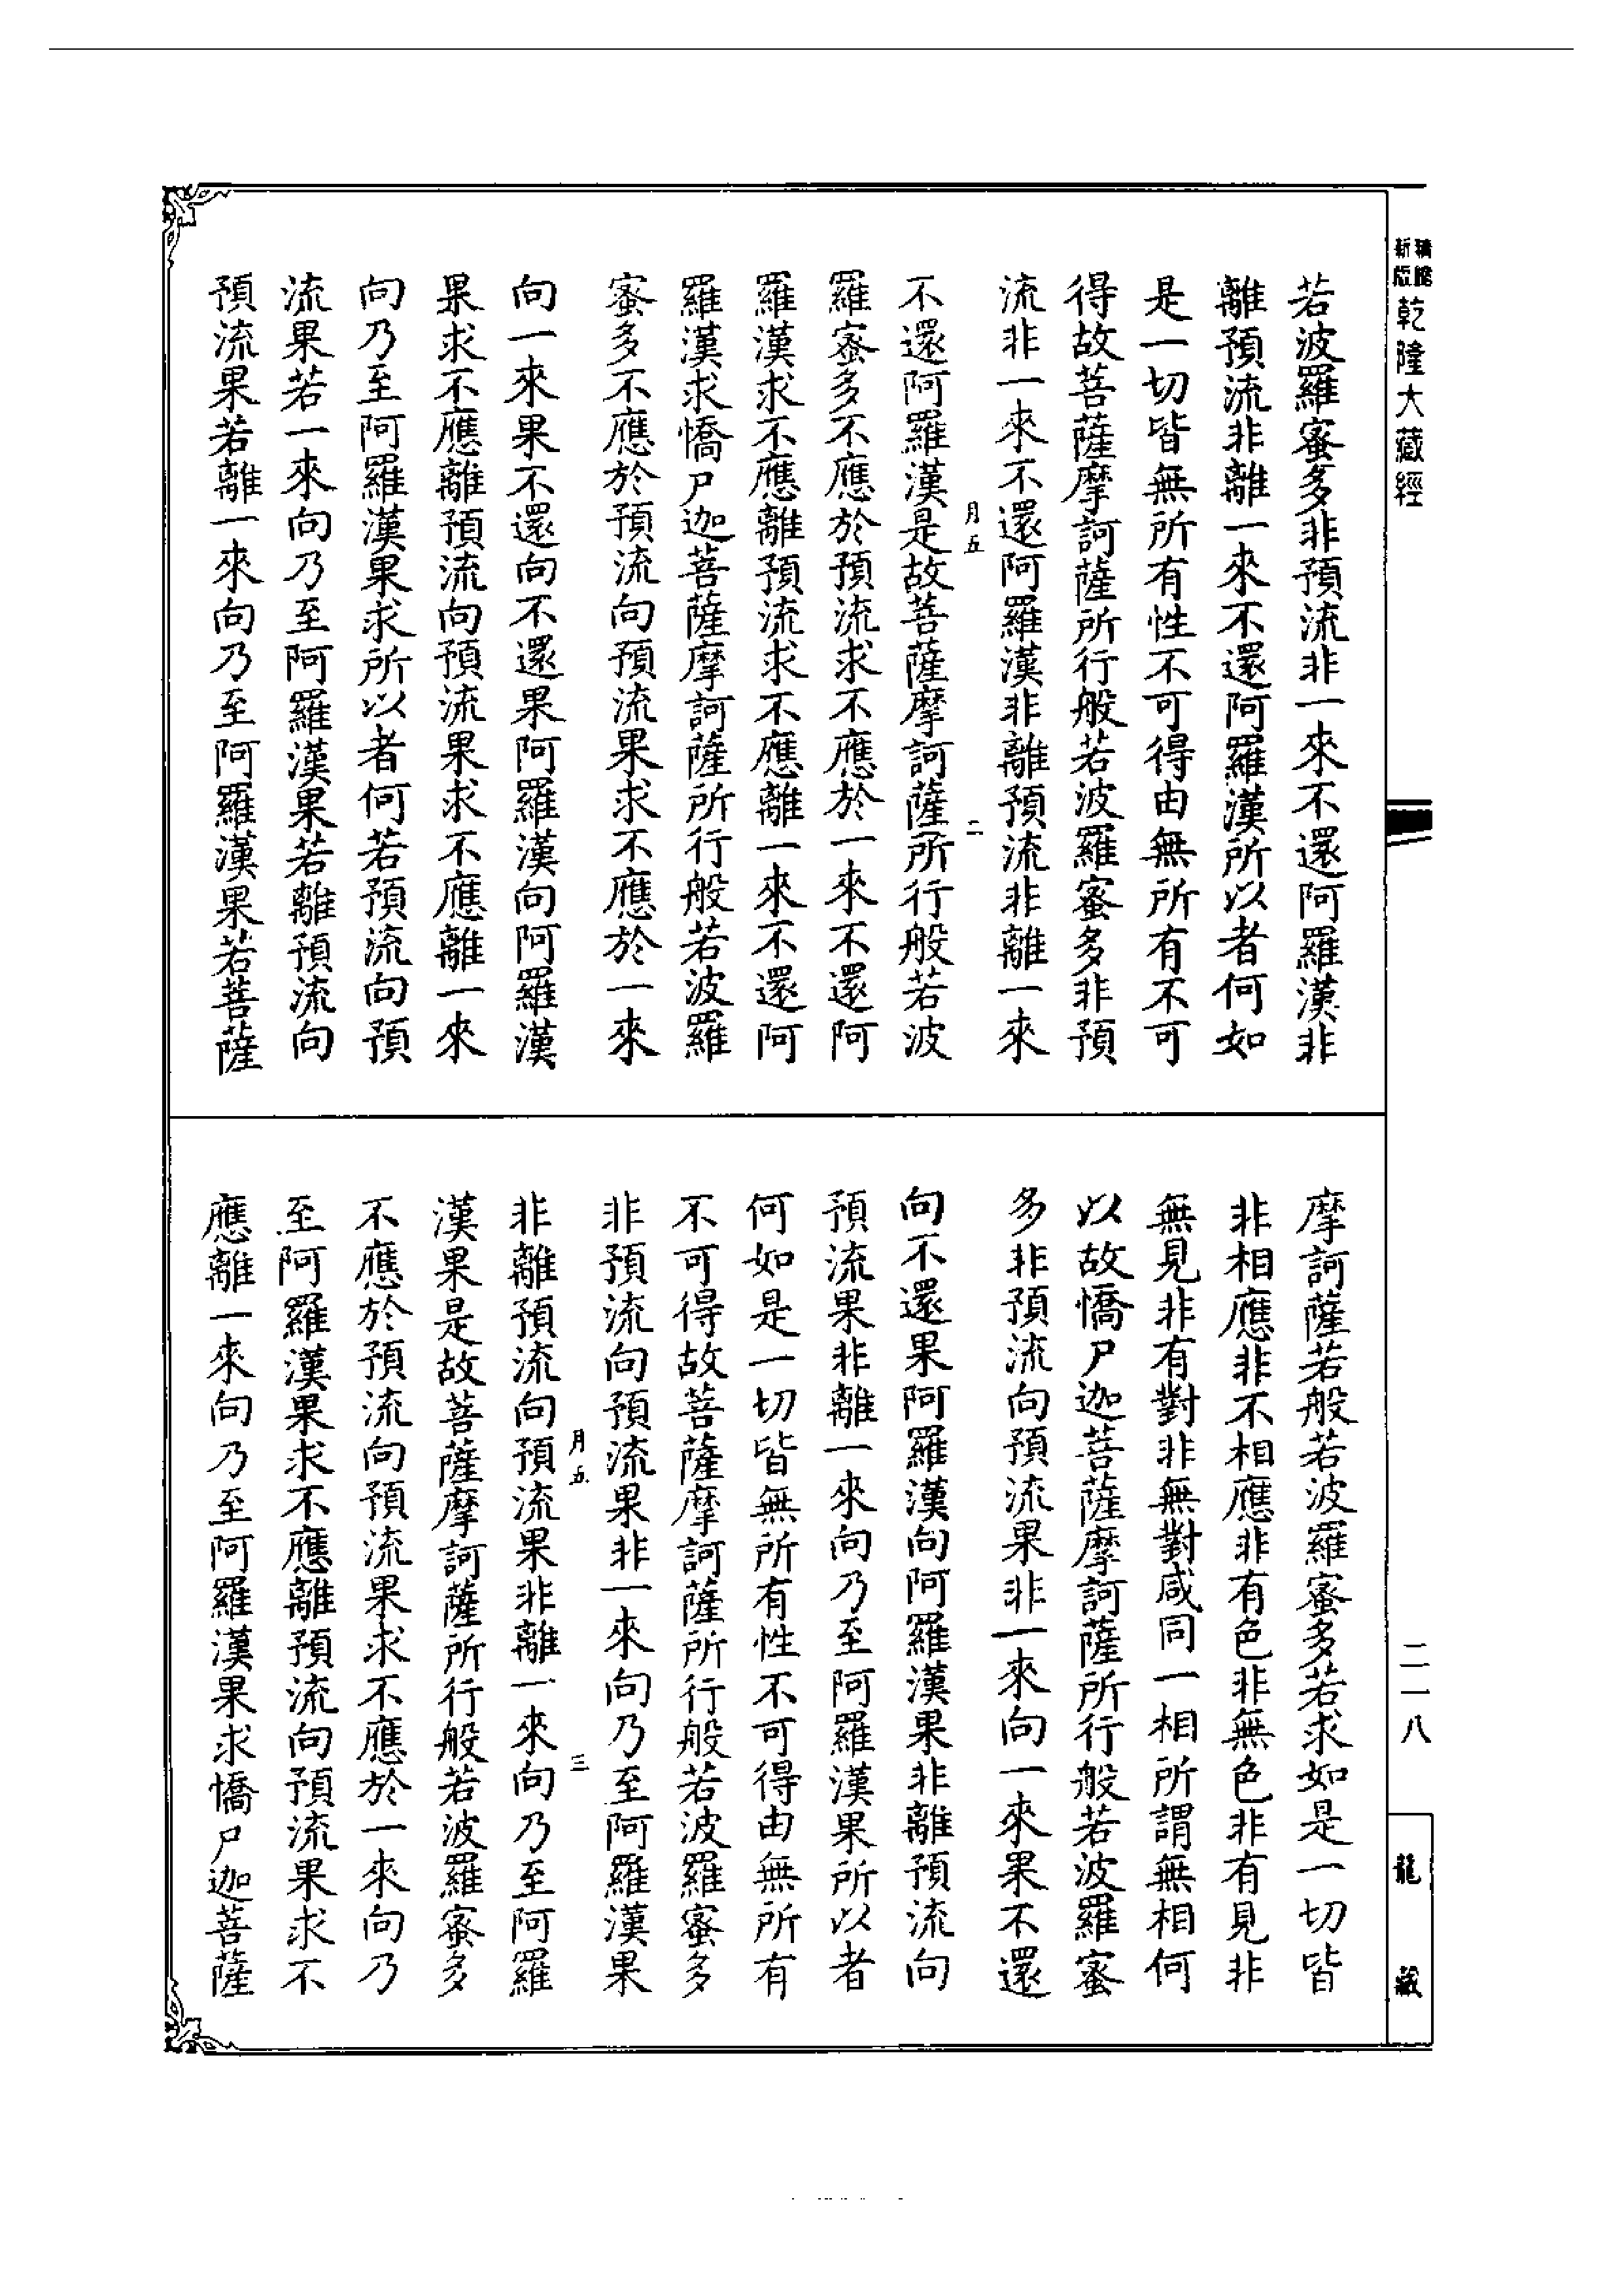 新版
精縮
乾隆大藏經
若波羅蜜多非預流非一來不還阿羅漢非
離預流非離一來不還阿羅漢所以者何如
是一切皆無所有性不可得由無所有不可
得故菩薩摩訶薩所行般若波羅蜜多非預
流非一來不還阿羅漢非離預流非離一來
月五 二
不還阿羅漢是故菩薩摩訶薩所行般若波
羅蜜多不應於預流求不應於一來不還阿
羅漢求不應離預流求不應離一來不還阿
羅漢求憍尸迦菩薩摩訶薩所行般若波羅
蜜多不應於預流向預流果求不應於一來
向一來果不還向不還果阿羅漢向阿羅漢
果求不應離預流向預流果求不應離一來
向乃至阿羅漢果求所以者何若預流向預
流果若一來向乃至阿羅漢果若離預流向
預流果若離一來向乃至阿羅漢果若菩薩
摩訶薩若般若波羅蜜多若求如是一切皆
非相應非不相應非有色非無色非有見非
無見非有對非無對咸同一相所謂無相何
以故憍尸迦菩薩摩訶薩所行般若波羅蜜
多非預流向預流果非一來向一來果不還
向不還果阿羅漢向阿羅漢果非離預流向
預流果非離一來向乃至阿羅漢果所以者
何如是一切皆無所有性不可得由無所有
不可得故菩薩摩訶薩所行般若波羅蜜多
非預流向預流果非一來向乃至阿羅漢果
月五 三
非離預流向預流果非離一來向乃至阿羅
漢果是故菩薩摩訶薩所行般若波羅蜜多
不應於預流向預流果求不應於一來向乃
至阿羅漢果求不應離預流向預流果求不
應離一來向乃至阿羅漢果求憍尸迦菩薩
二一八
龍藏